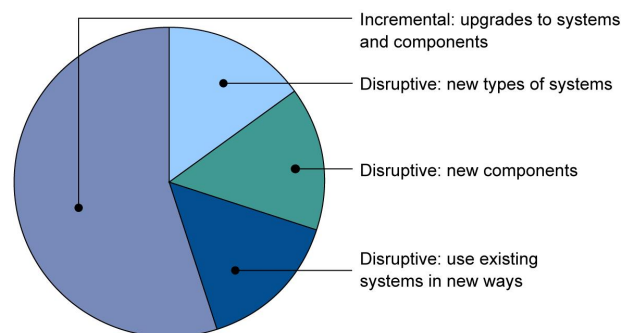 Incremental: upgrades to systems
and components
Disruptive: new types of systems
Disruptive: new components
Disruptive: use existing
systems in new ways